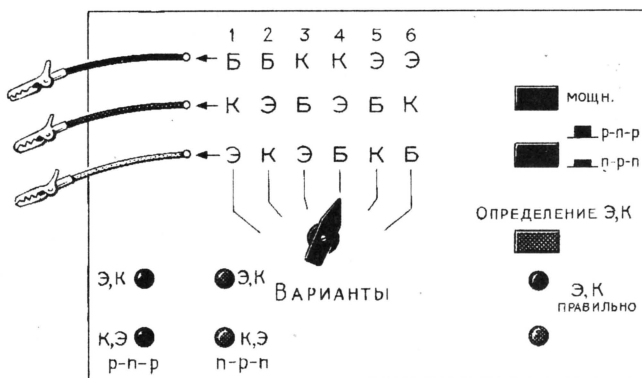 1 2 3 4 5 6
Б Б К К Э Э
К Э Б Э Б К
Э К Э Б К Б
МОЩН.
p-n-p
n-p-n
ОПРЕДЕЛЕНИЕ Э,К
ВАРИАНТЫ
Э,К Э,К
К,Э К,Э
p-n-p n-p-n
Э,К
ПРАВИЛЬНО